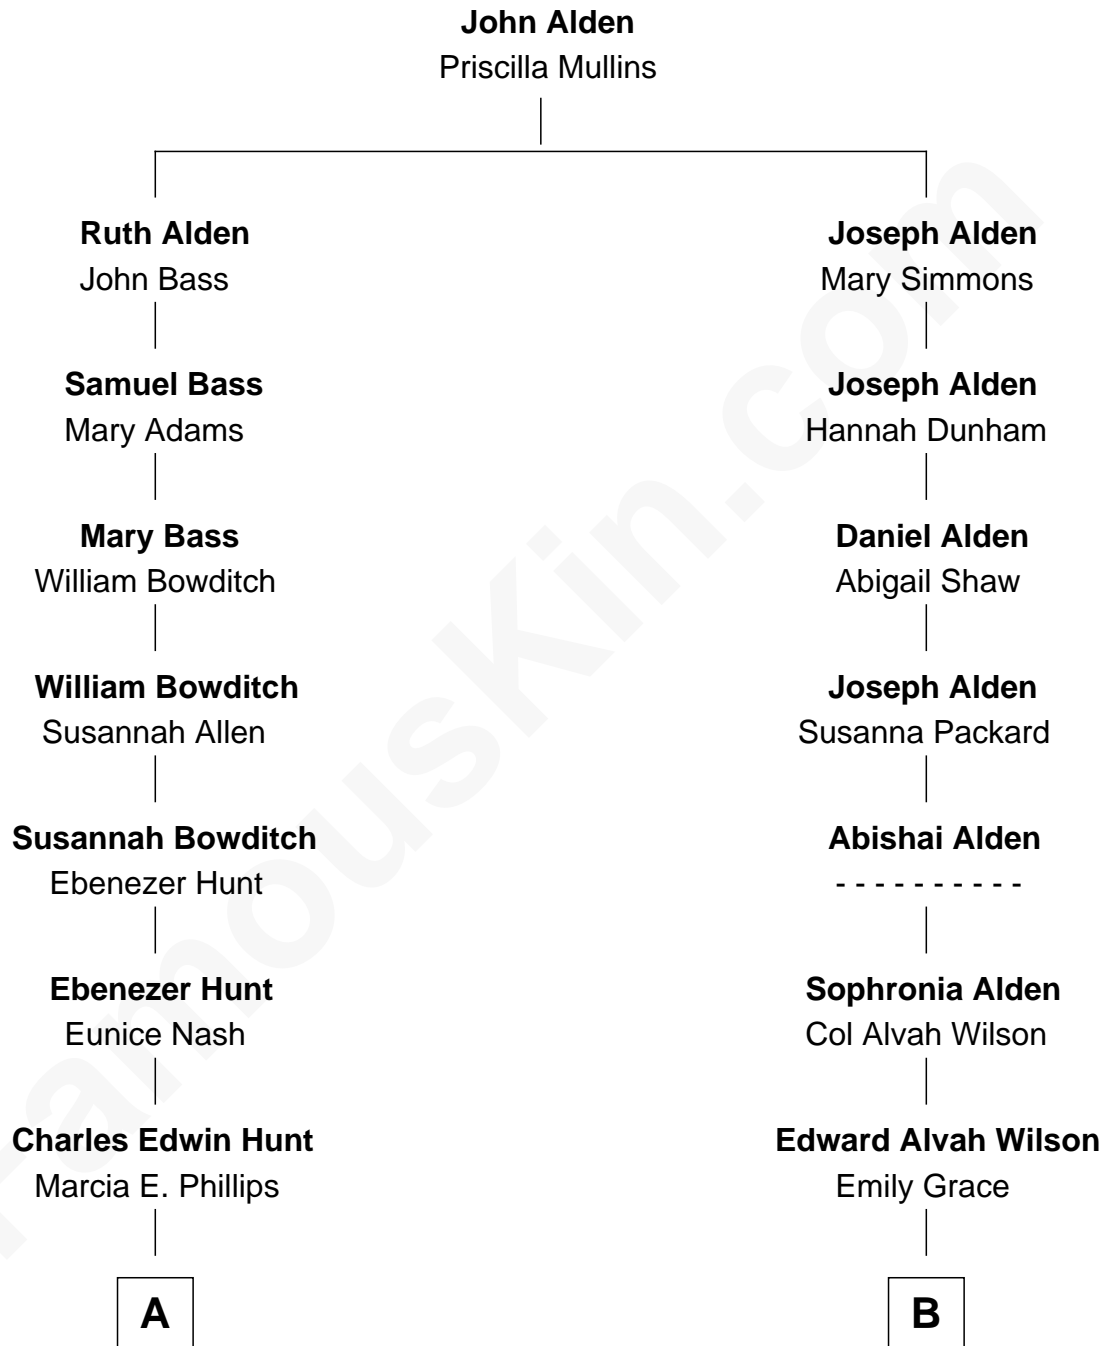 John Alden
Priscilla Mullins
Ruth Alden
John Bass
Joseph Alden
Mary Simmons
Samuel Bass
Mary Adams
Joseph Alden
Hannah Dunham
Mary Bass
William Bowditch
Daniel Alden
Abigail Shaw
William Bowditch
Susannah Allen
Joseph Alden
Susanna Packard
Susannah Bowditch
Ebenezer Hunt
Abishai Alden
- - - - - - - - - -
Ebenezer Hunt
Eunice Nash
Sophronia Alden
Col Alvah Wilson
Charles Edwin Hunt
Marcia E. Phillips
Edward Alvah Wilson
Emily Grace
A
B
FamousKin.com